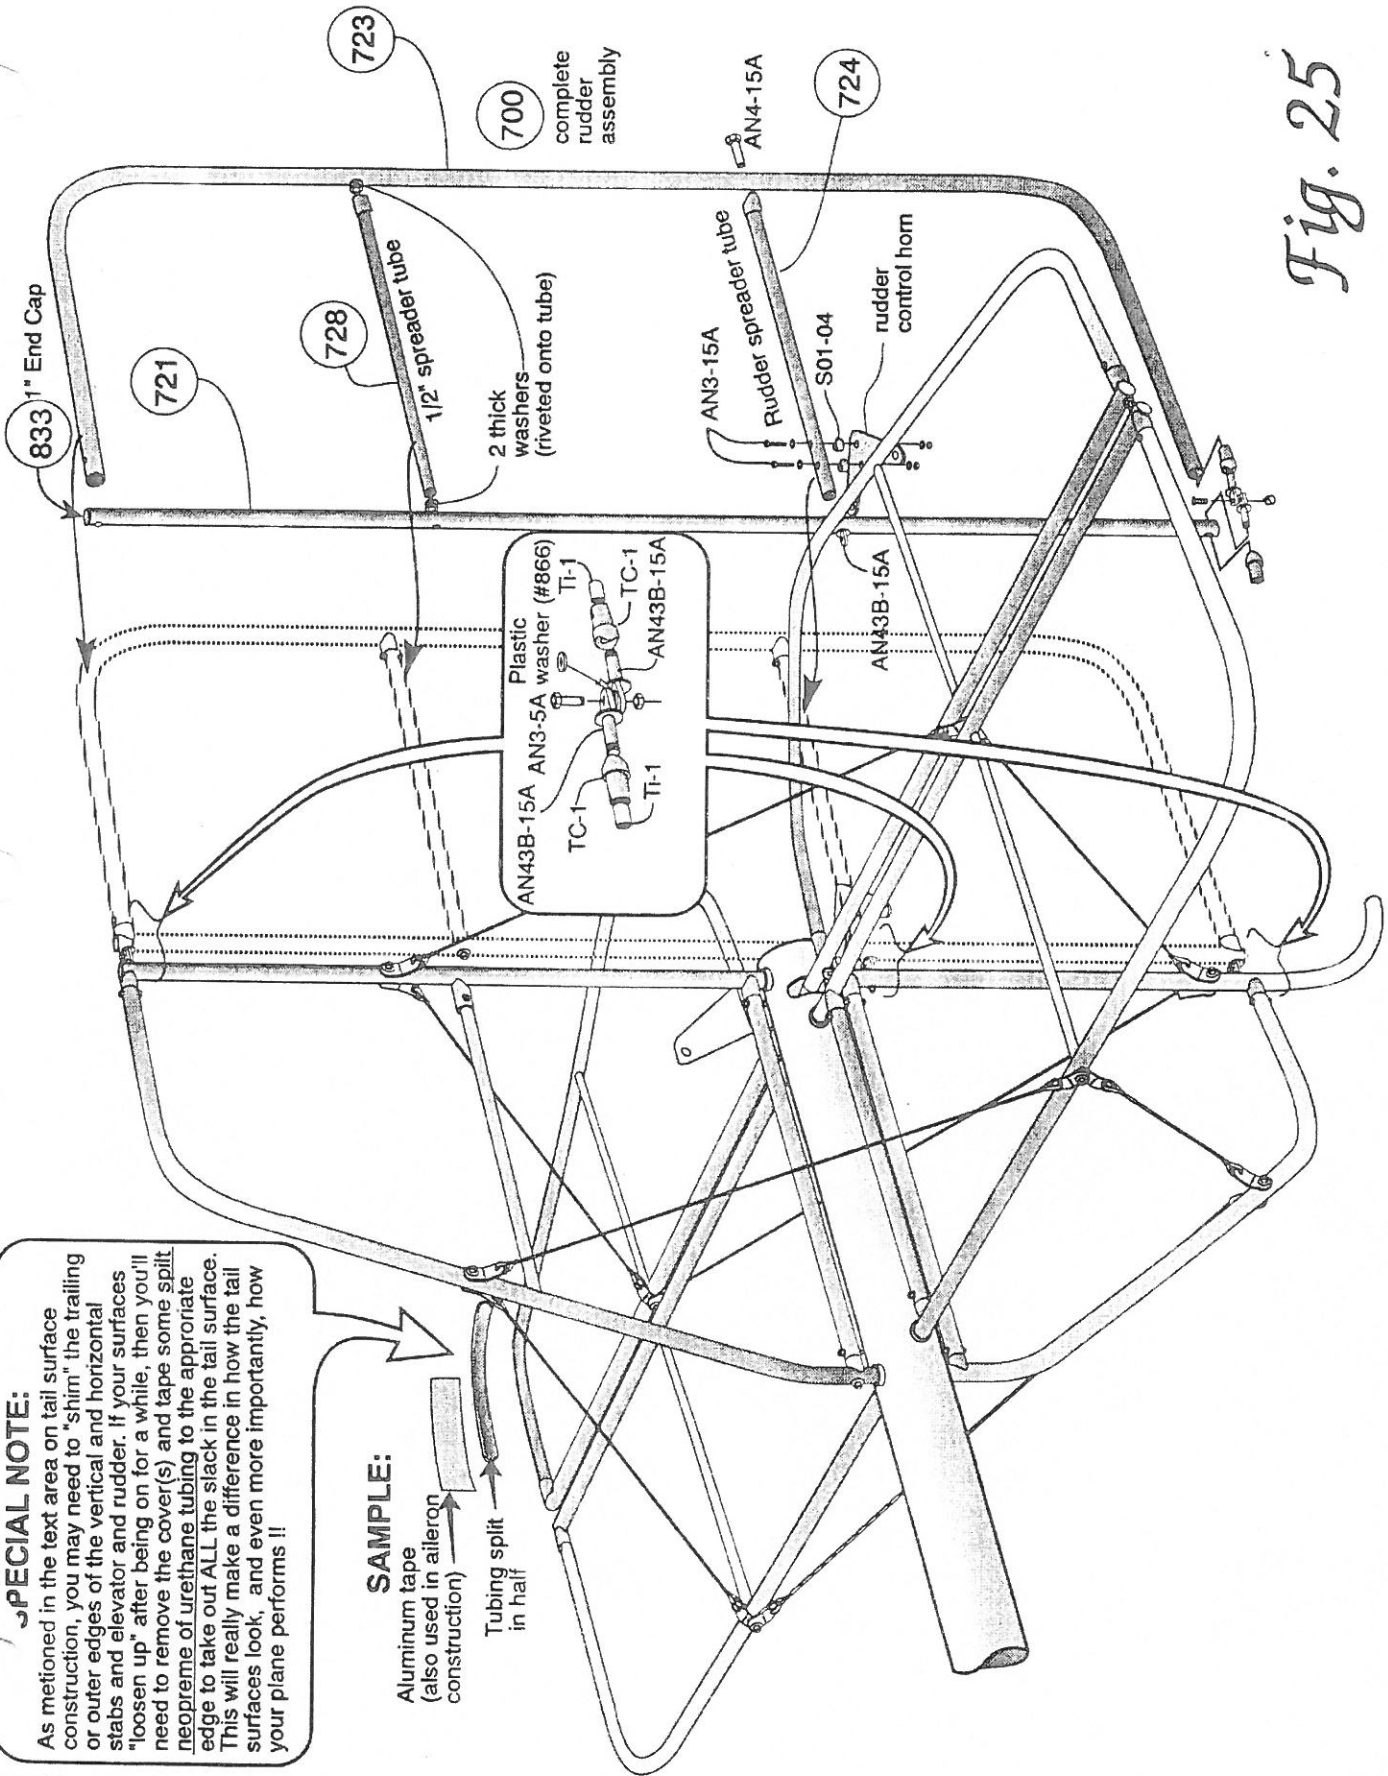 SPECIAL NOTE:
As metioned in the text area on tail surface
construction, you may need to "shim" the trailing
or outer edges of the vertical and horizontal
stabs and elevator and rudder. If your surfaces
"loosen up" after being on for a while, then you'll
need to remove the cover(s) and tape some spilt
neopreme of urethane tubing to the approriate
edge to take out ALL the slack in the tail surface.
This will really make a difference in how the tail
surfaces look, and even more importantly, how
your plane performs !!
SAMPLE:
Aluminum tape
(also used in aileron
construction)
Tubing split
in half
833
1" End Cap
721
728
1/2" spreader tube
2 thick
washers
(riveted onto tube)
723
700
complete
rudder
assembly
AN4-15A
724
Rudder spreader tube
AN3-15A
S01-04
rudder
control horn
AN43B-15A
AN43B-15A
AN3-5A
Plastic
washer (#866)
Ti-1
TC-1
AN43B-15A
TC-1
Ti-1
Fig. 25